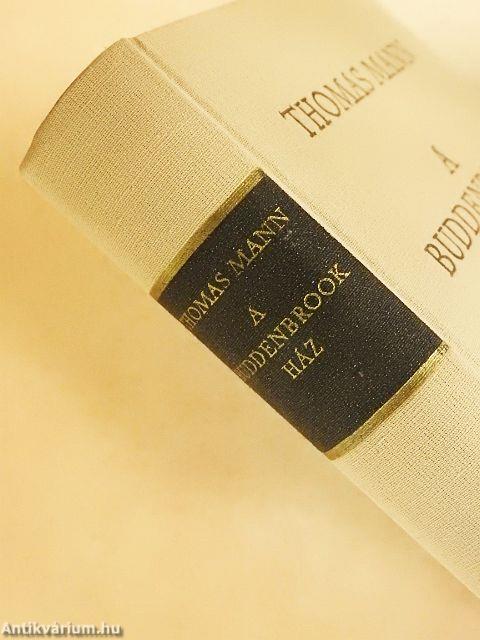 THOMAS MANN
A
BUDDENBROOK
HÁZ
THOMAS MANN
A
Antikvárium.hu